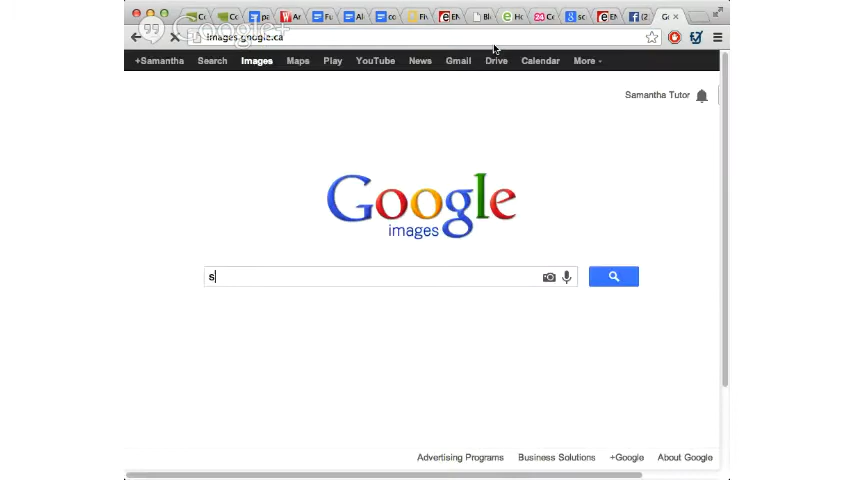 Google+
images.google.ca
+Samantha Search Images Maps Play YouTube News Gmail Drive Calendar More
Samantha Tutor
Google
images
s
Advertising Programs Business Solutions +Google About Google